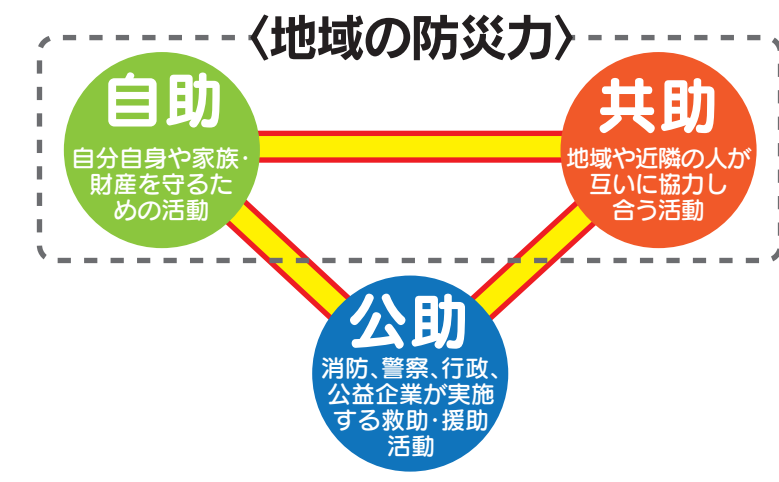 〈地域の防災力〉
自助
自分自身や家族・
財産を守るた
めの活動
共助
地域や近隣の人が
互いに協力し
合う活動
公助
消防、警察、行政、
公益企業が実施
する救助・援助
活動